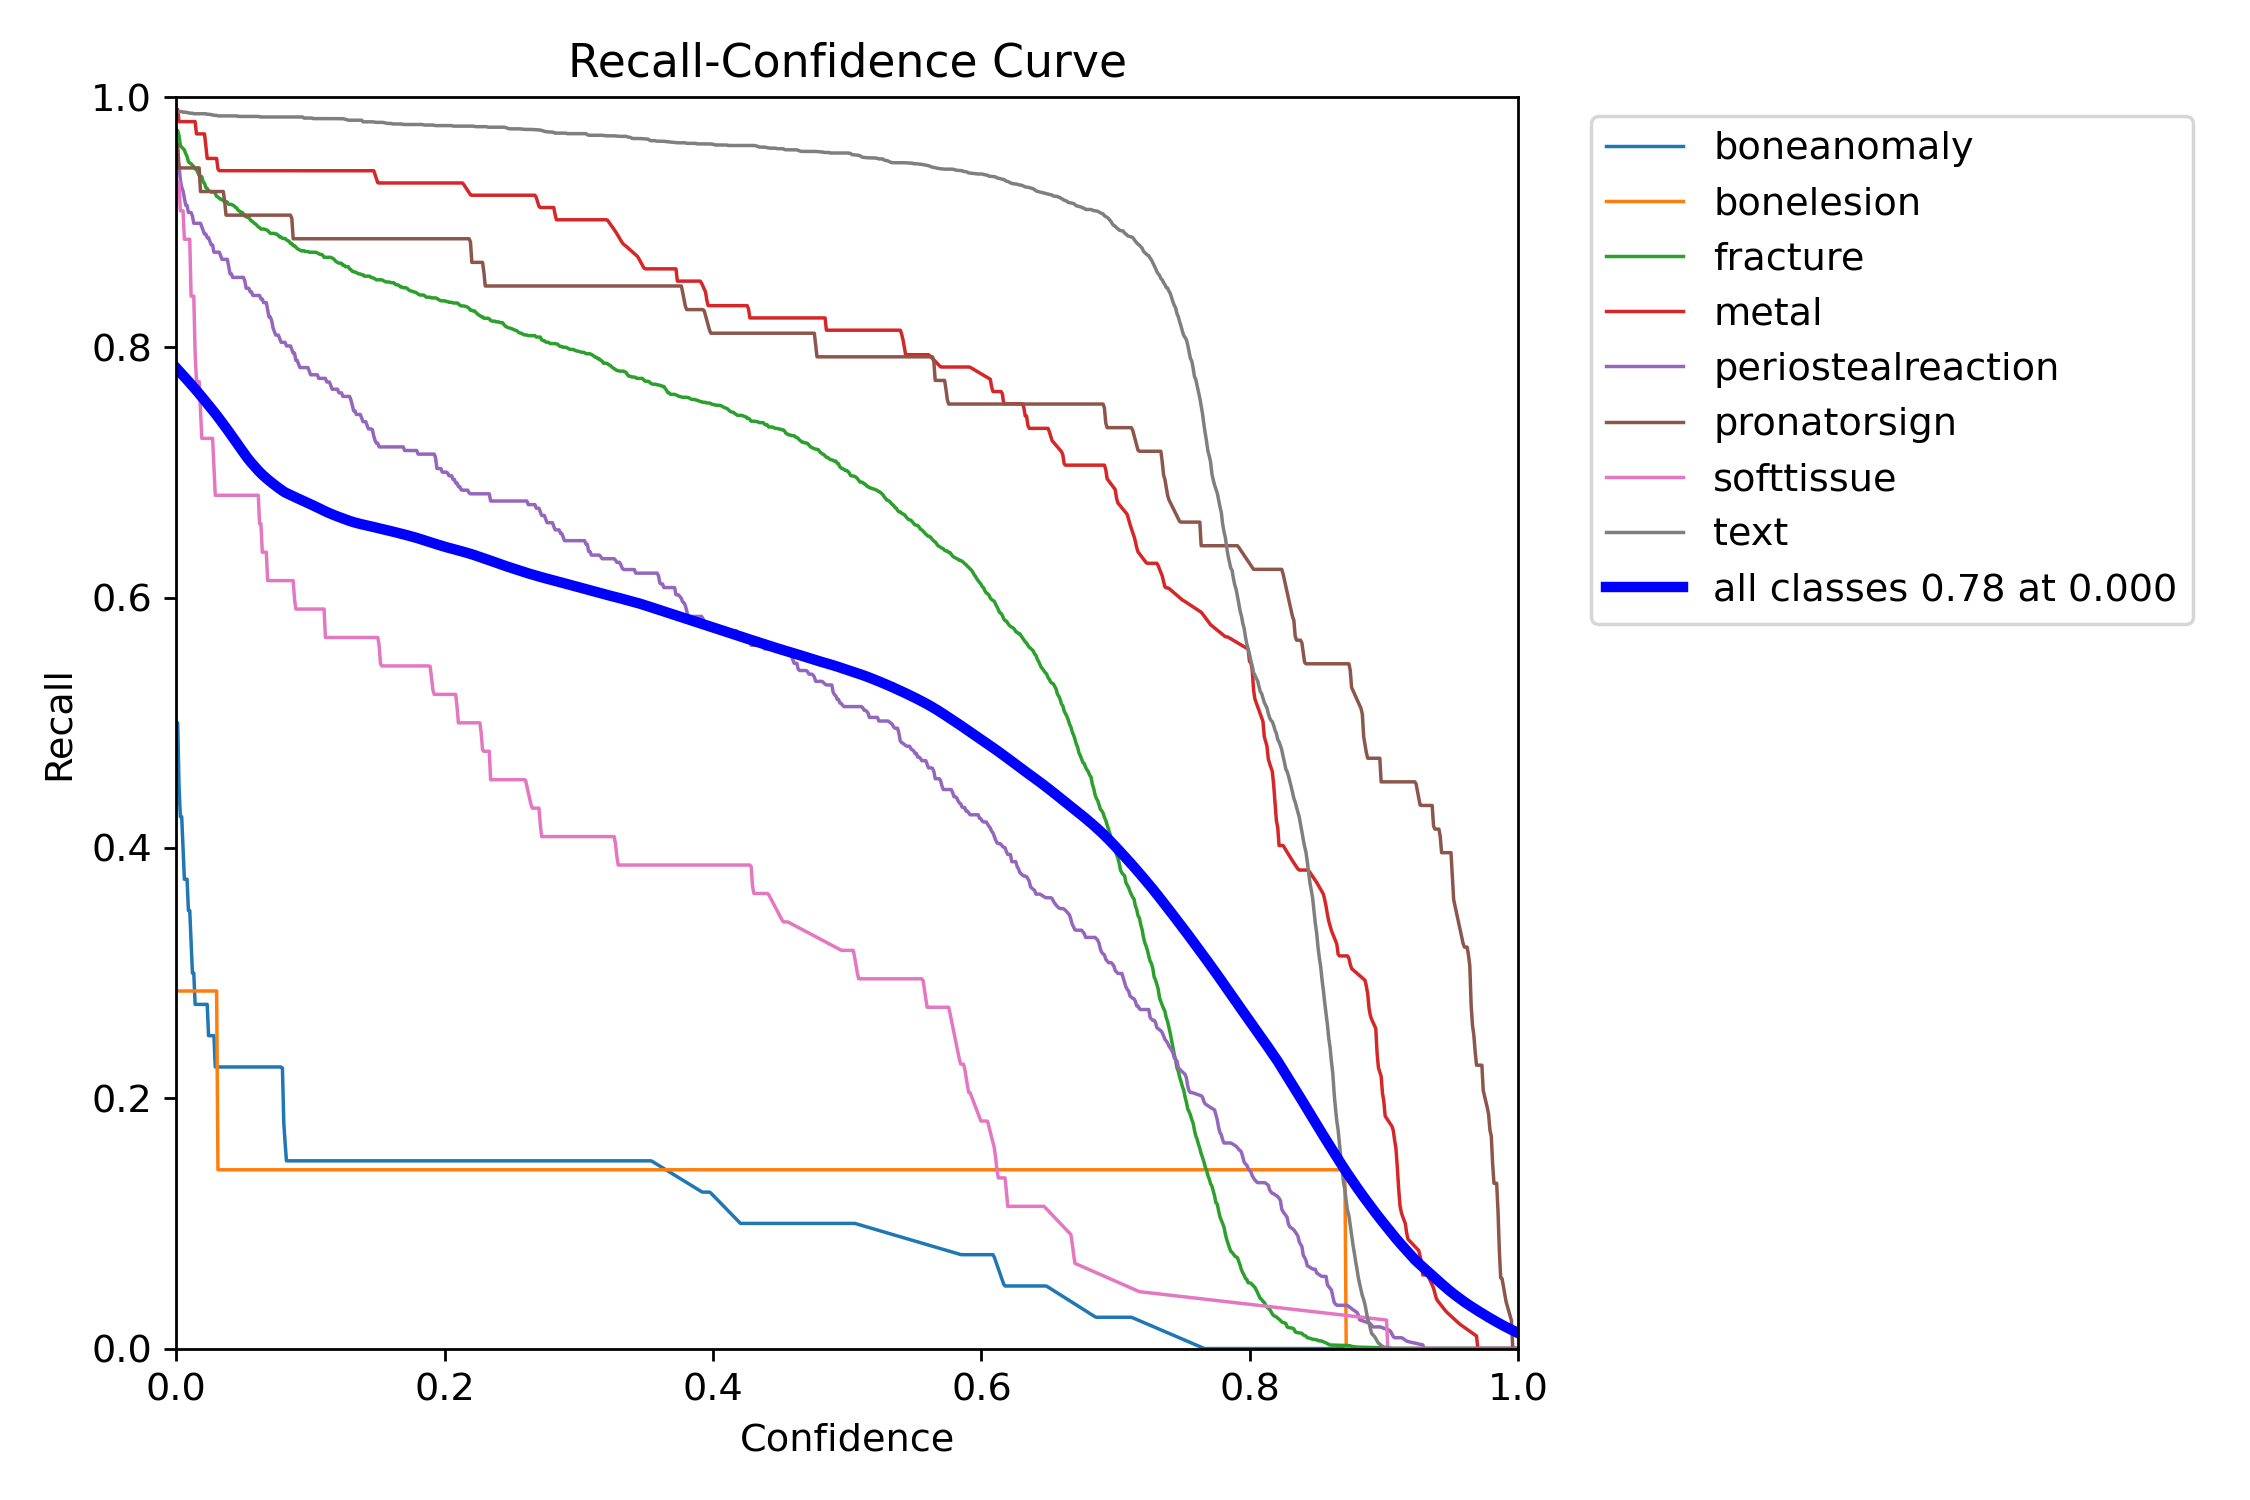 Recall-Confidence Curve
1.0
0.8
0.6
0.4
0.2
0.0
Recall
0.0 0.2 0.4 0.6 0.8 1.0
Confidence
boneanomaly
bonelesion
fracture
metal
periostealreaction
pronatorsign
softtissue
text
all classes 0.78 at 0.000